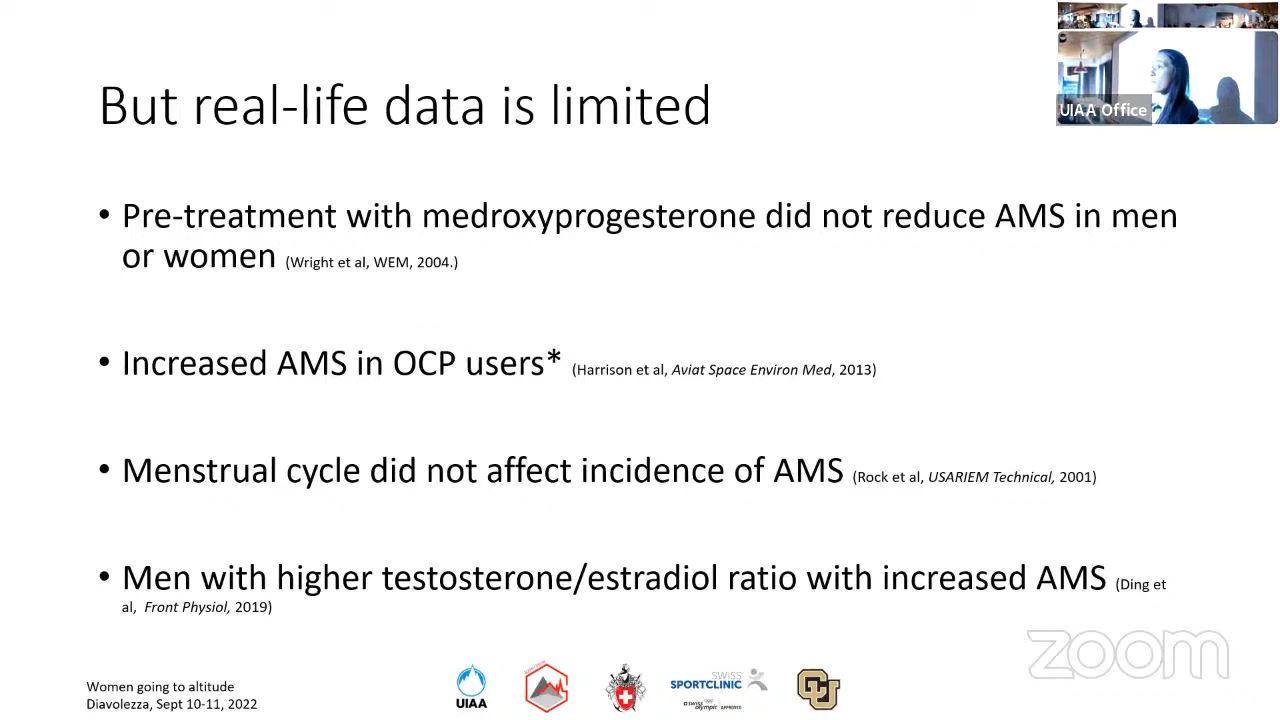 UIAA Office
But real-life data is limited
• Pre-treatment with medroxyprogesterone did not reduce AMS in men
or women (Wright et al, WEM, 2004.)
• Increased AMS in OCP users* (Harrison et al, Aviat Space Environ Med, 2013)
• Menstrual cycle did not affect incidence of AMS (Rock et al, USARIEM Technical, 2001)
• Men with higher testosterone/estradiol ratio with increased AMS (Ding et
al, Front Physiol, 2019)
zoom
Women going to altitude
Diavolezza, Sept 10-11, 2022
UIAA
SWISS
SPORTCLINIC
swiss olympic APPROVED
CU